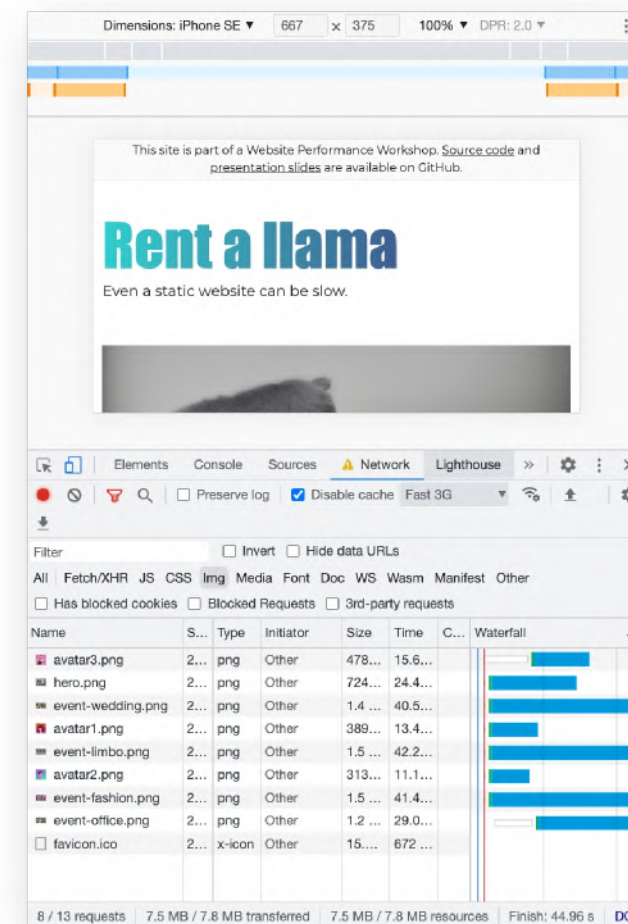 Dimensions: iPhone SE ▼ 667 × 375 100% ▼ DPR: 2.0 ▼
This site is part of a Website Performance Workshop. Source code and
presentation slides are available on GitHub.
Rent a llama
Even a static website can be slow.
Elements Console Sources Network Lighthouse »
Preserve log Disable cache Fast 3G ▼
Filter Invert Hide data URLs
All Fetch/XHR JS CSS Img Media Font Doc WS Wasm Manifest Other
Has blocked cookies Blocked Requests 3rd-party requests
Name S... Type Initiator Size Time C... Waterfall
avatar3.png 2... png Other 478... 15.6...
hero.png 2... png Other 724... 24.4...
event-wedding.png 2... png Other 1.4 ... 40.5...
avatar1.png 2... png Other 389... 13.4...
event-limbo.png 2... png Other 1.5 ... 42.2...
avatar2.png 2... png Other 313... 11.1...
event-fashion.png 2... png Other 1.5 ... 41.4...
event-office.png 2... png Other 1.2 ... 29.0...
favicon.ico 2... x-icon Other 15.... 672 ...
8 / 13 requests 7.5 MB / 7.8 MB transferred 7.5 MB / 7.8 MB resources Finish: 44.96 s